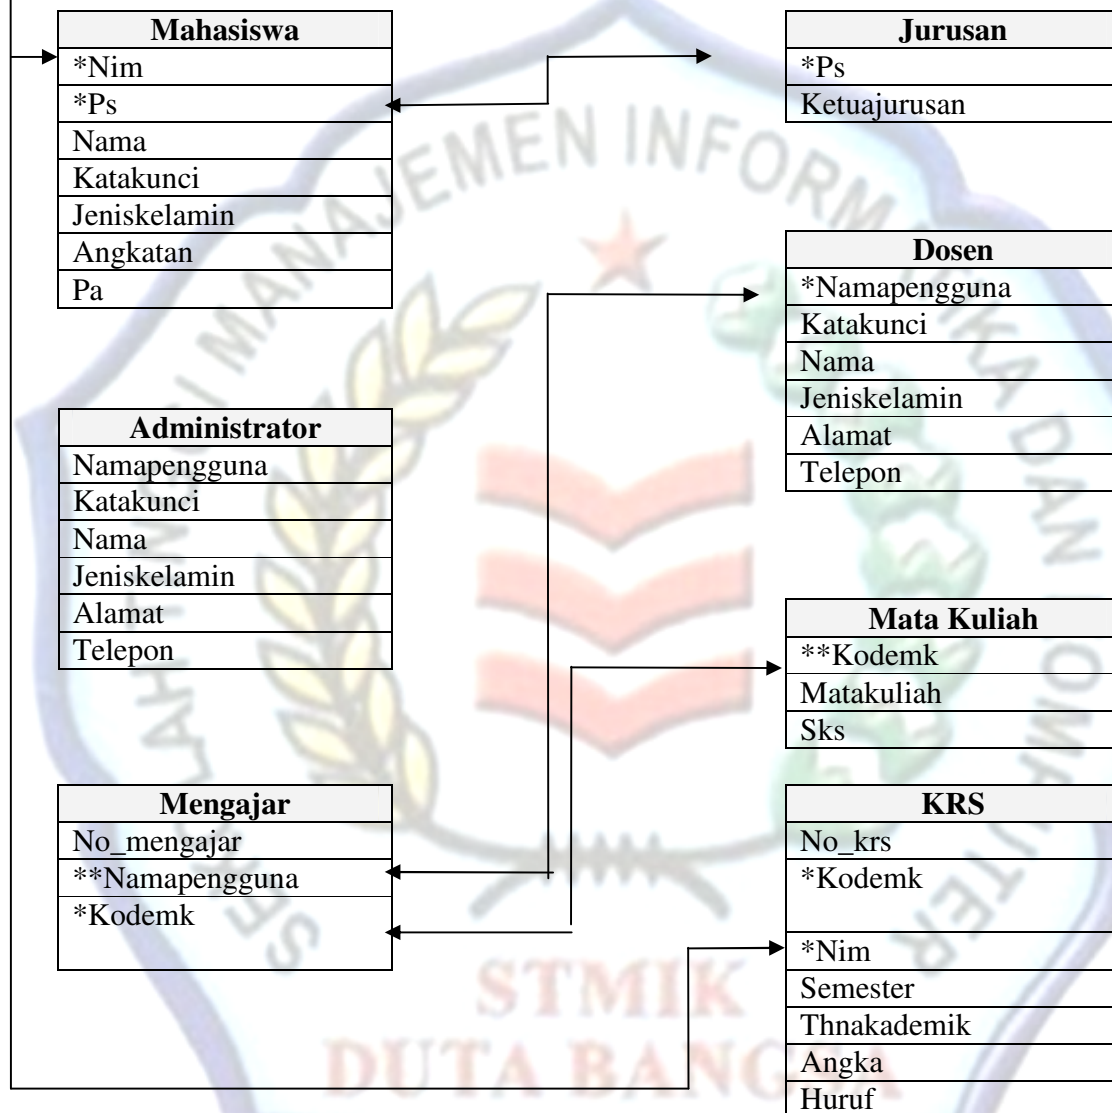 Mahasiswa
*Nim
*Ps
Nama
Katakunci
Jeniskelamin
Angkatan
Pa
Jurusan
*Ps
Ketuajurusan
Dosen
*Namapengguna
Katakunci
Nama
Jeniskelamin
Alamat
Telepon
Administrator
Namapengguna
Katakunci
Nama
Jeniskelamin
Alamat
Telepon
Mata Kuliah
**Kodemk
Matakuliah
Sks
Mengajar
No_mengajar
**Namapengguna
*Kodemk
KRS
No_krs
*Kodemk
*Nim
Semester
Thnakademik
Angka
Huruf
STMIK
DUTA BANGSA